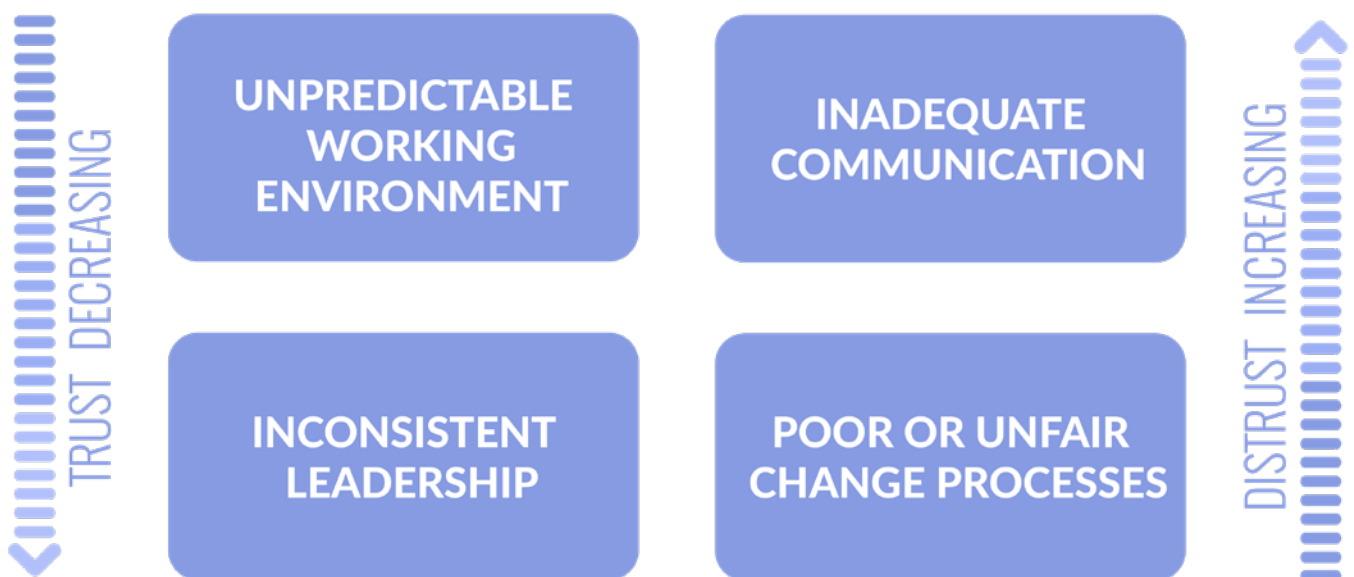 TRUST DECREASING
UNPREDICTABLE
WORKING
ENVIRONMENT
INADEQUATE
COMMUNICATION
INCONSISTENT
LEADERSHIP
POOR OR UNFAIR
CHANGE PROCESSES
DISTRUST INCREASING